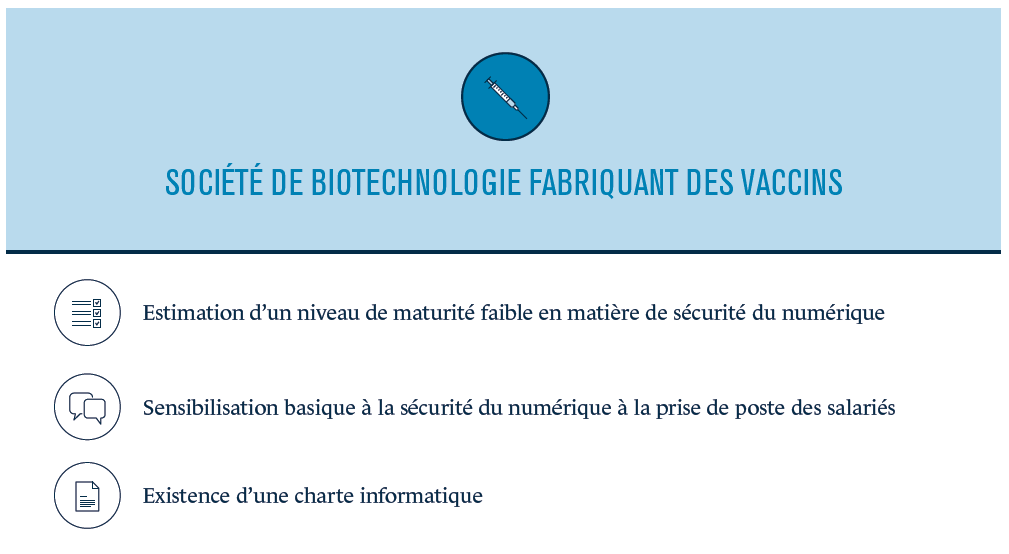 SOCIÉTÉ DE BIOTECHNOLOGIE FABRIQUANT DES VACCINS
Estimation d’un niveau de maturité faible en matière de sécurité du numérique
Sensibilisation basique à la sécurité du numérique à la prise de poste des salariés
Existence d’une charte informatique